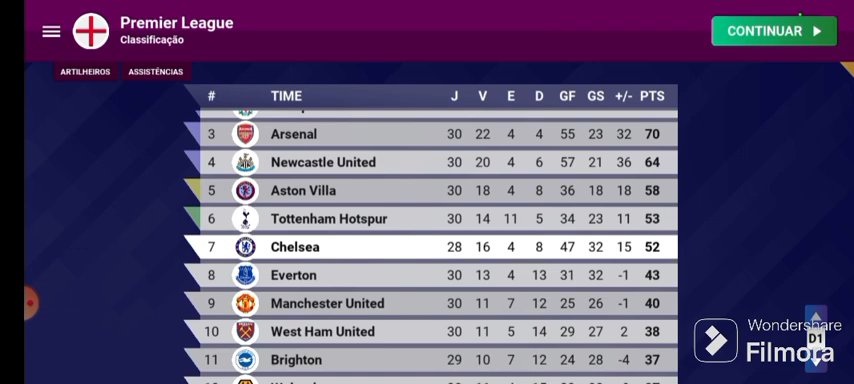 Premier League
Classificação
CONTINUAR
ARTILHEIROS ASSISTÊNCIAS
# TIME J V E D GF GS +/- PTS
3 Arsenal 30 22 4 4 55 23 32 70
4 Newcastle United 30 20 4 6 57 21 36 64
5 Aston Villa 30 18 4 8 36 18 18 58
6 Tottenham Hotspur 30 14 11 5 34 23 11 53
7 Chelsea 28 16 4 8 47 32 15 52
8 Everton 30 13 4 13 31 32 -1 43
9 Manchester United 30 11 7 12 25 26 -1 40
10 West Ham United 30 11 5 14 29 27 2 38
11 Brighton 29 10 7 12 24 28 -4 37
D1
Wondershare
Filmora